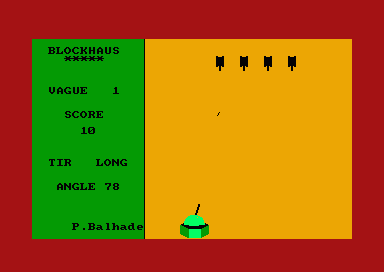 BLOCKHAUS
*****
VAGUE 1
SCORE
10
TIR LONG
ANGLE 78
P.Balhade